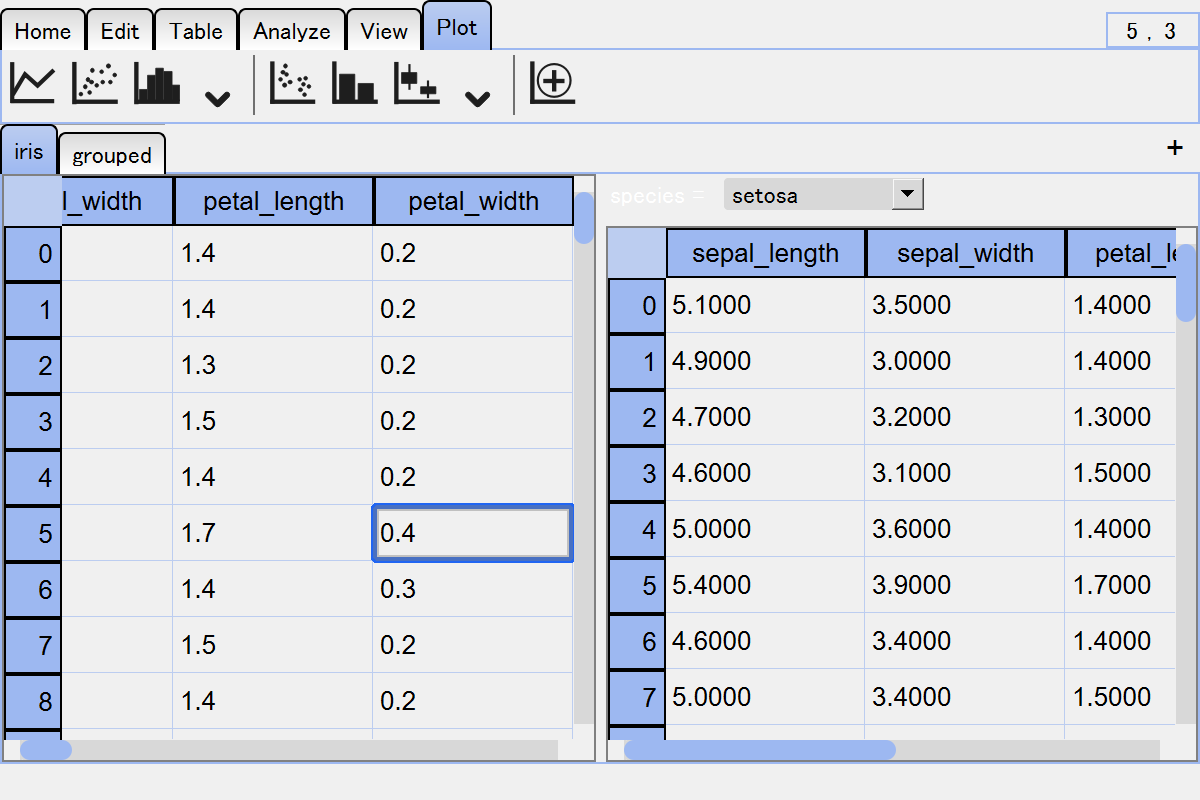 Home Edit Table Analyze View Plot 5 , 3
iris grouped +
l_width petal_length petal_width
0 1.4 0.2
1 1.4 0.2
2 1.3 0.2
3 1.5 0.2
4 1.4 0.2
5 1.7 0.4
6 1.4 0.3
7 1.5 0.2
8 1.4 0.2
species = setosa
sepal_length sepal_width petal_le
0 5.1000 3.5000 1.4000
1 4.9000 3.0000 1.4000
2 4.7000 3.2000 1.3000
3 4.6000 3.1000 1.5000
4 5.0000 3.6000 1.4000
5 5.4000 3.9000 1.7000
6 4.6000 3.4000 1.4000
7 5.0000 3.4000 1.5000